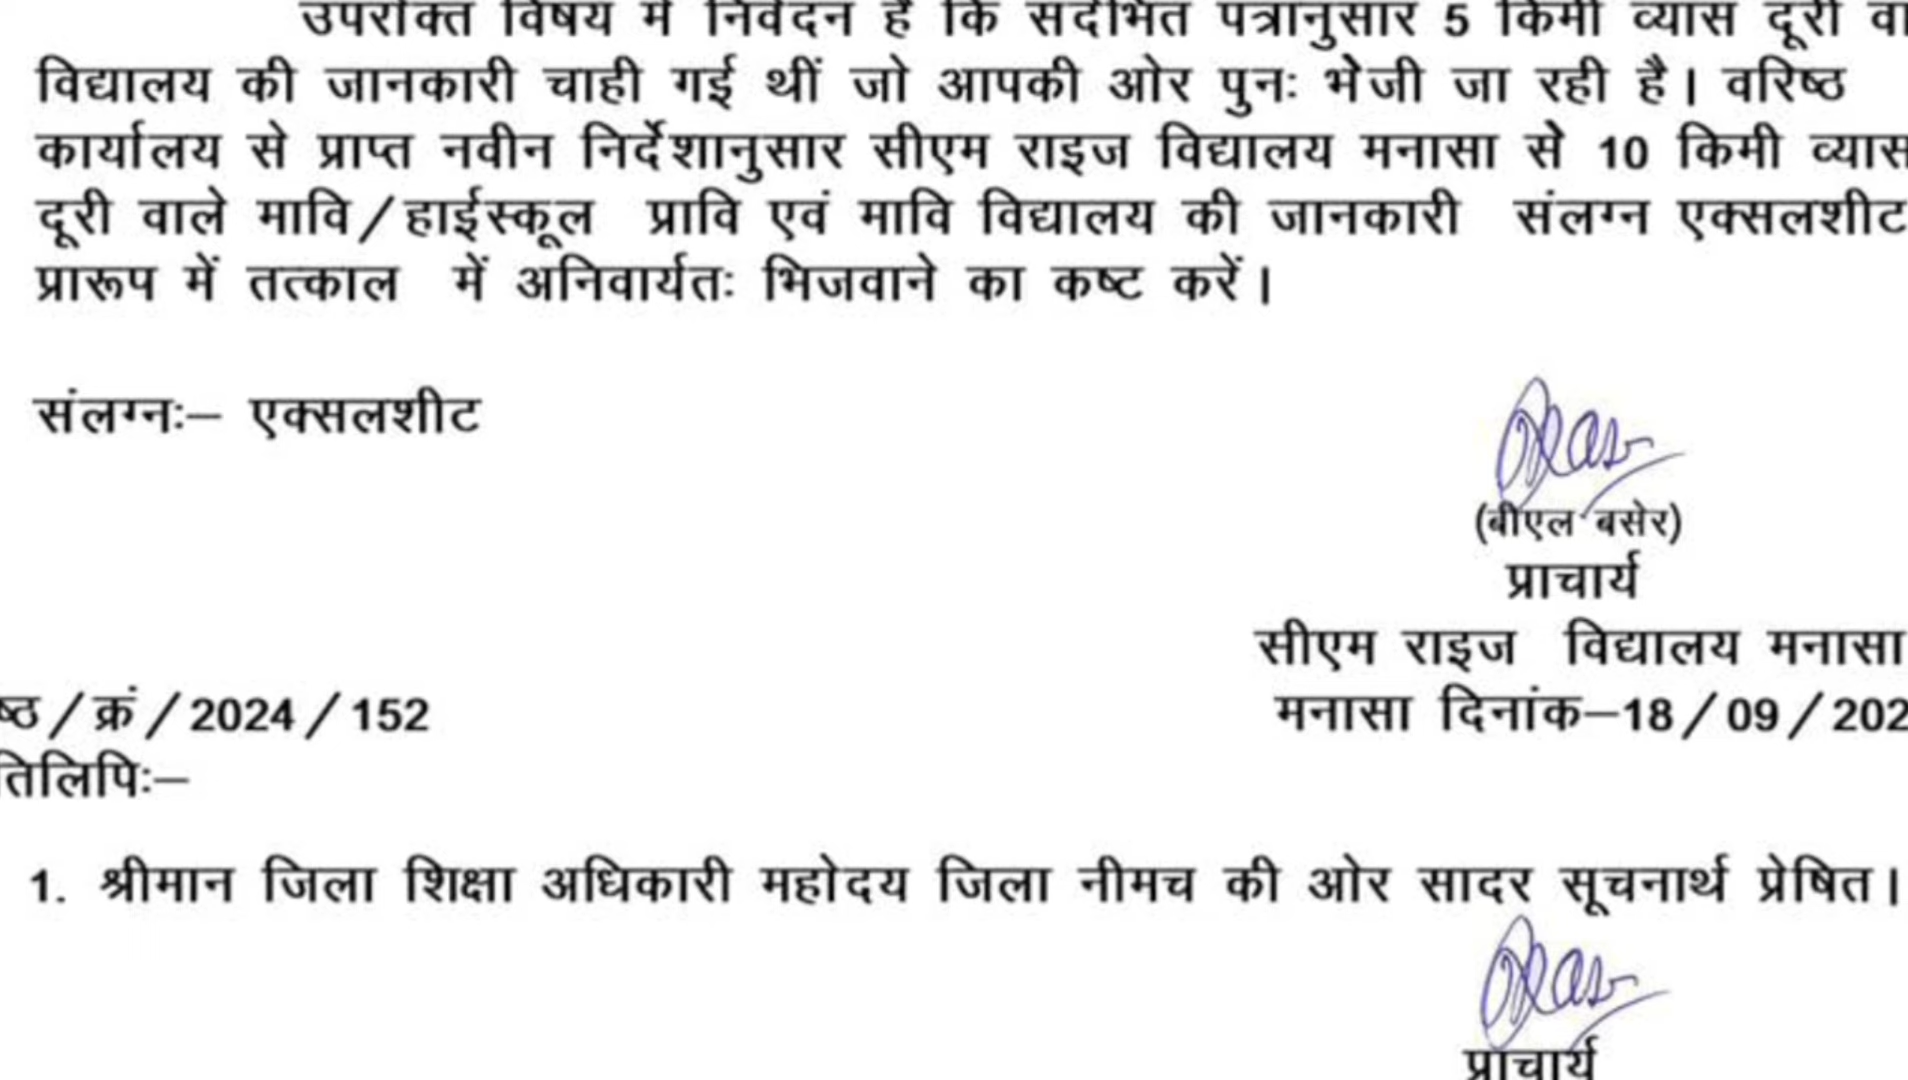 उपरोक्त विषय में निवेदन है कि संदर्भित पत्रानुसार 5 किमी व्यास दूरी वा
विद्यालय की जानकारी चाही गई थीं जो आपकी ओर पुनः भेजी जा रही है। वरिष्ठ
कार्यालय से प्राप्त नवीन निर्देशानुसार सीएम राइज विद्यालय मनासा से 10 किमी व्यास
दूरी वाले मावि/हाईस्कूल प्रावि एवं मावि विद्यालय की जानकारी संलग्न एक्सलशीट
प्रारूप में तत्काल में अनिवार्यतः भिजवाने का कष्ट करें।
संलग्नः– एक्सलशीट
(बीएल बसेर)
प्राचार्य
सीएम राइज विद्यालय मनासा
ष्ठ/क्रं/2024/152 मनासा दिनांक–18/09/202
तिलिपिः–
1. श्रीमान जिला शिक्षा अधिकारी महोदय जिला नीमच की ओर सादर सूचनार्थ प्रेषित।
प्राचार्य